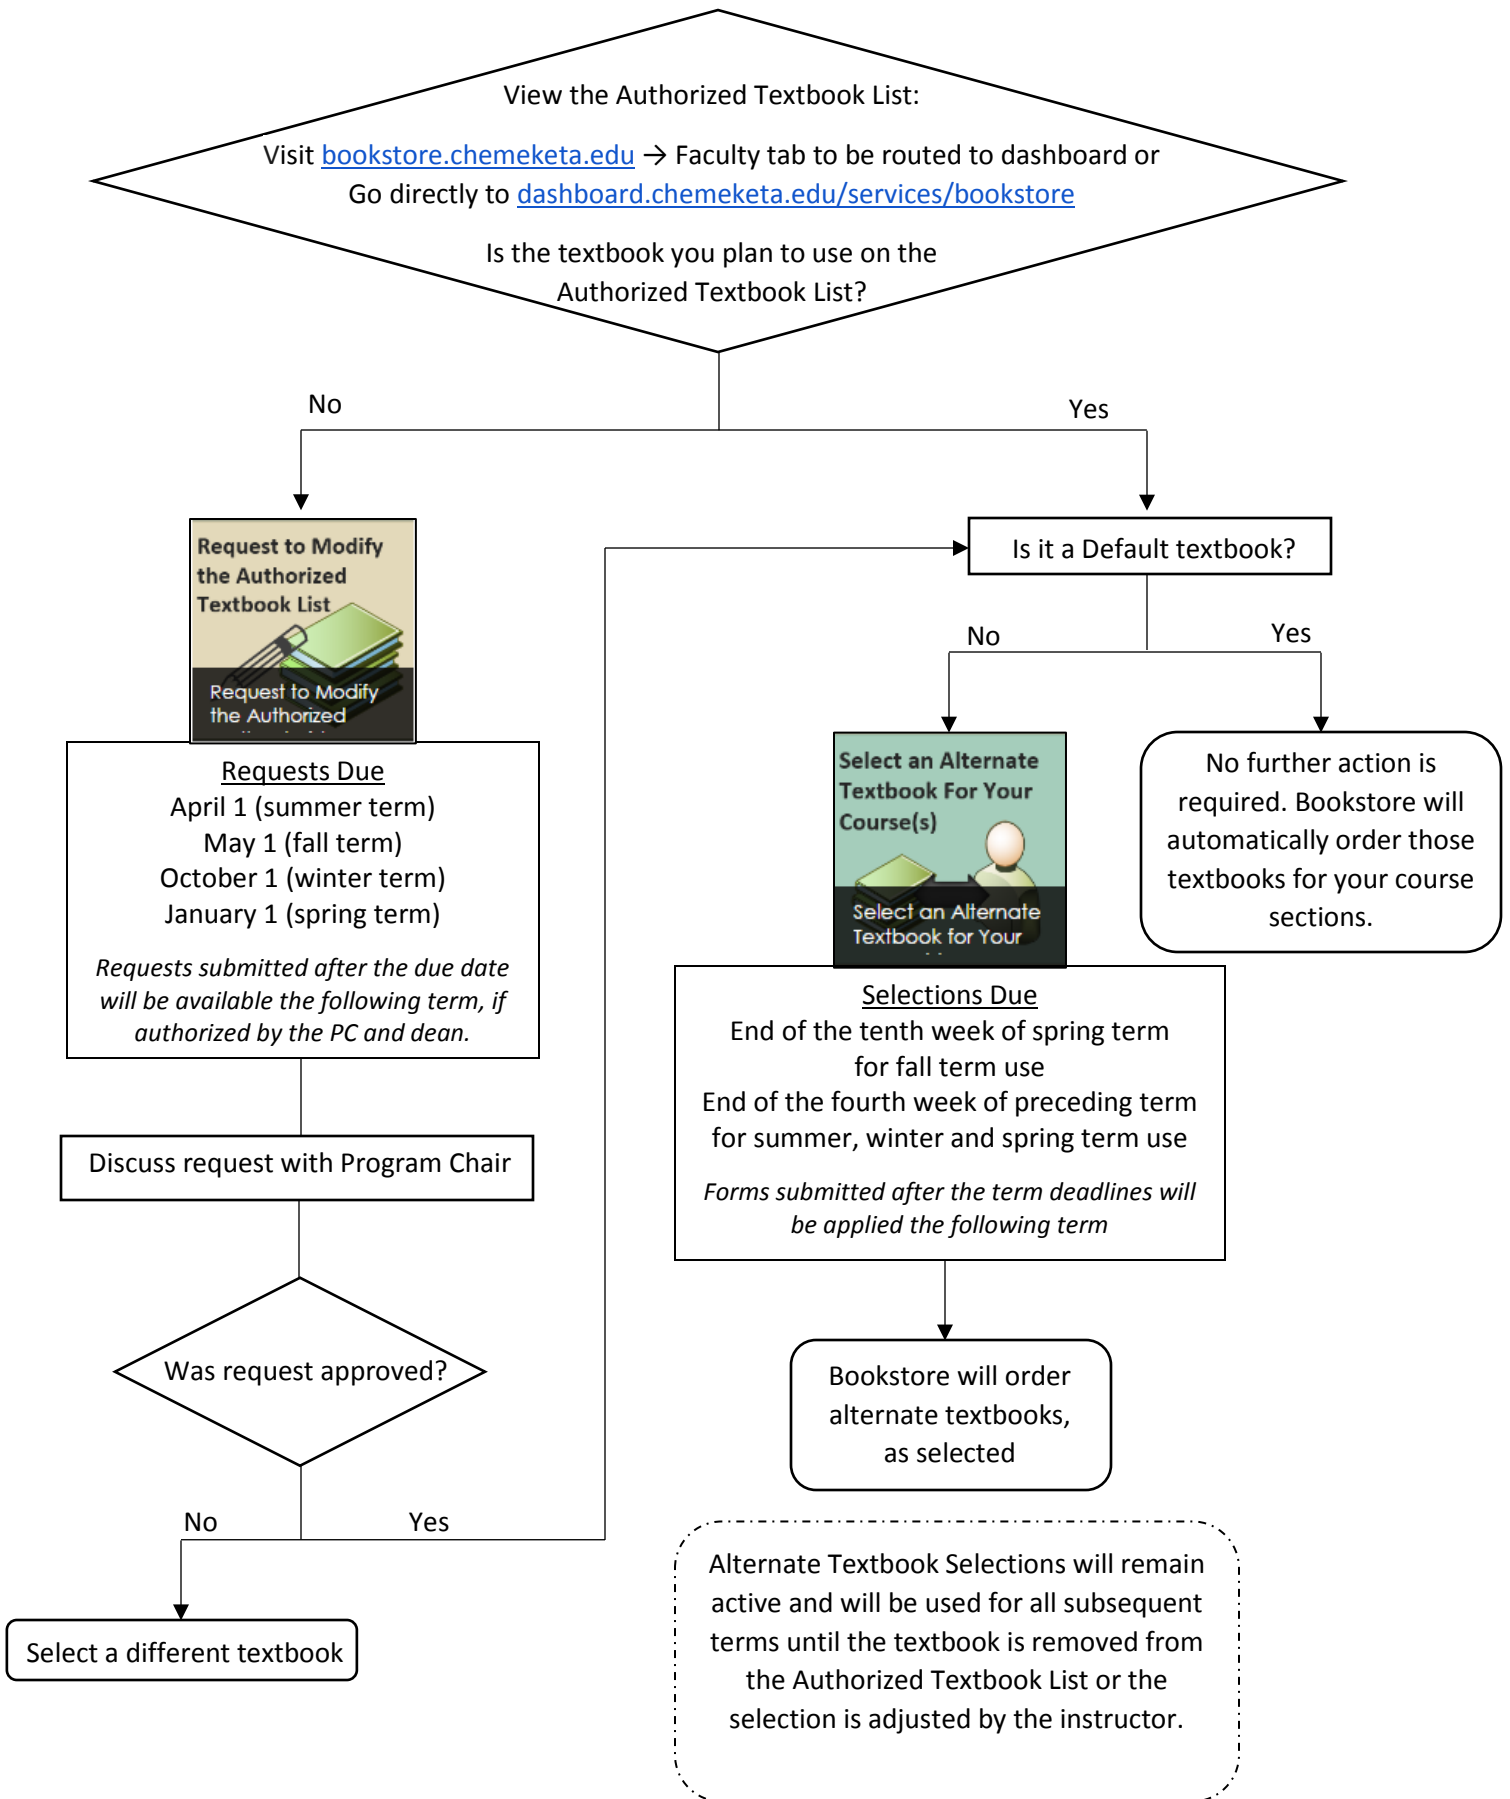 View the Authorized Textbook List:
Visit bookstore.chemeketa.edu → Faculty tab to be routed to dashboard or
Go directly to dashboard.chemeketa.edu/services/bookstore
Is the textbook you plan to use on the
Authorized Textbook List?
No
Yes
Request to Modify
the Authorized
Textbook List
Request to Modify
the Authorized
Requests Due
April 1 (summer term)
May 1 (fall term)
October 1 (winter term)
January 1 (spring term)
Requests submitted after the due date
will be available the following term, if
authorized by the PC and dean.
Discuss request with Program Chair
Was request approved?
No
Yes
Select a different textbook
Is it a Default textbook?
No
Yes
Select an Alternate
Textbook For Your
Course(s)
Select an Alternate
Textbook for Your
Selections Due
End of the tenth week of spring term
for fall term use
End of the fourth week of preceding term
for summer, winter and spring term use
Forms submitted after the term deadlines will
be applied the following term
Bookstore will order
alternate textbooks,
as selected
No further action is
required. Bookstore will
automatically order those
textbooks for your course
sections.
Alternate Textbook Selections will remain
active and will be used for all subsequent
terms until the textbook is removed from
the Authorized Textbook List or the
selection is adjusted by the instructor.